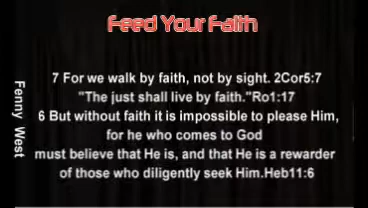 Feed Your Faith
Fenny West
7 For we walk by faith, not by sight. 2Cor5:7
"The just shall live by faith."Ro1:17
6 But without faith it is impossible to please Him,
for he who comes to God
must believe that He is, and that He is a rewarder
of those who diligently seek Him.Heb11:6